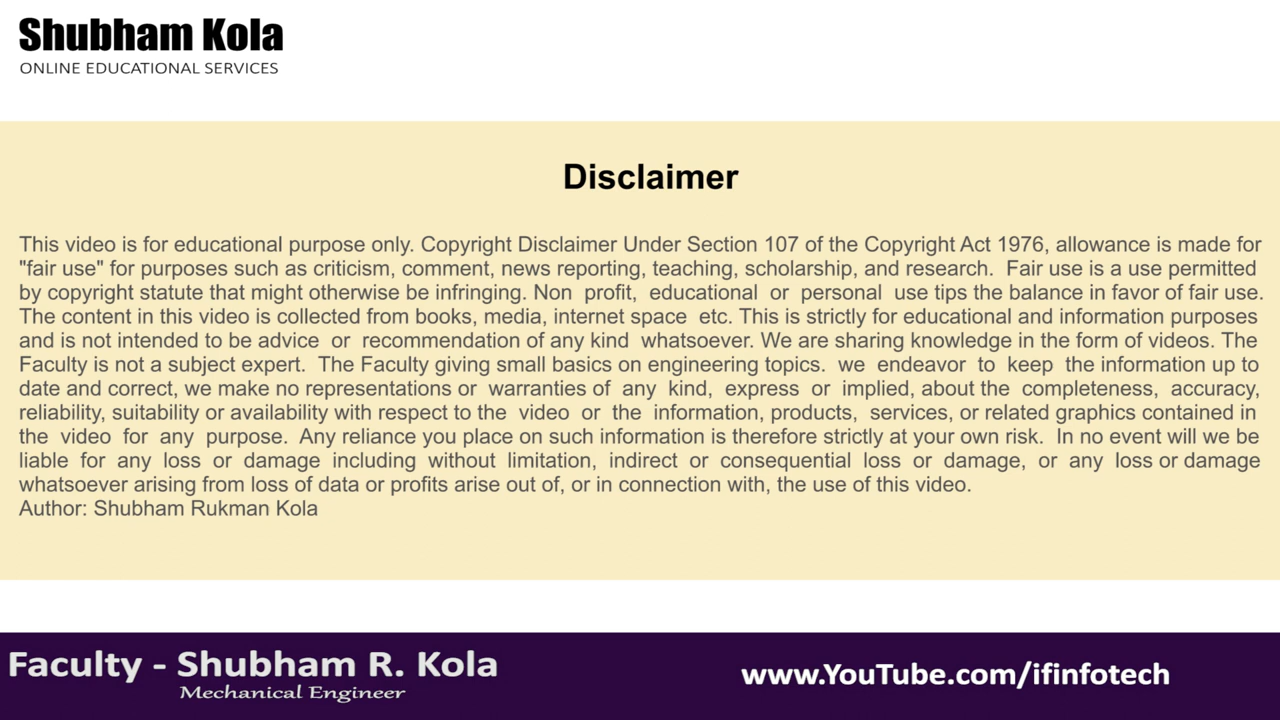 Shubham Kola
ONLINE EDUCATIONAL SERVICES
Disclaimer
This video is for educational purpose only. Copyright Disclaimer Under Section 107 of the Copyright Act 1976, allowance is made for
"fair use" for purposes such as criticism, comment, news reporting, teaching, scholarship, and research. Fair use is a use permitted
by copyright statute that might otherwise be infringing. Non profit, educational or personal use tips the balance in favor of fair use.
The content in this video is collected from books, media, internet space etc. This is strictly for educational and information purposes
and is not intended to be advice or recommendation of any kind whatsoever. We are sharing knowledge in the form of videos. The
Faculty is not a subject expert. The Faculty giving small basics on engineering topics. we endeavor to keep the information up to
date and correct, we make no representations or warranties of any kind, express or implied, about the completeness, accuracy,
reliability, suitability or availability with respect to the video or the information, products, services, or related graphics contained in
the video for any purpose. Any reliance you place on such information is therefore strictly at your own risk. In no event will we be
liable for any loss or damage including without limitation, indirect or consequential loss or damage, or any loss or damage
whatsoever arising from loss of data or profits arise out of, or in connection with, the use of this video.
Author: Shubham Rukman Kola
Faculty - Shubham R. Kola
Mechanical Engineer
www.YouTube.com/ifinfotech